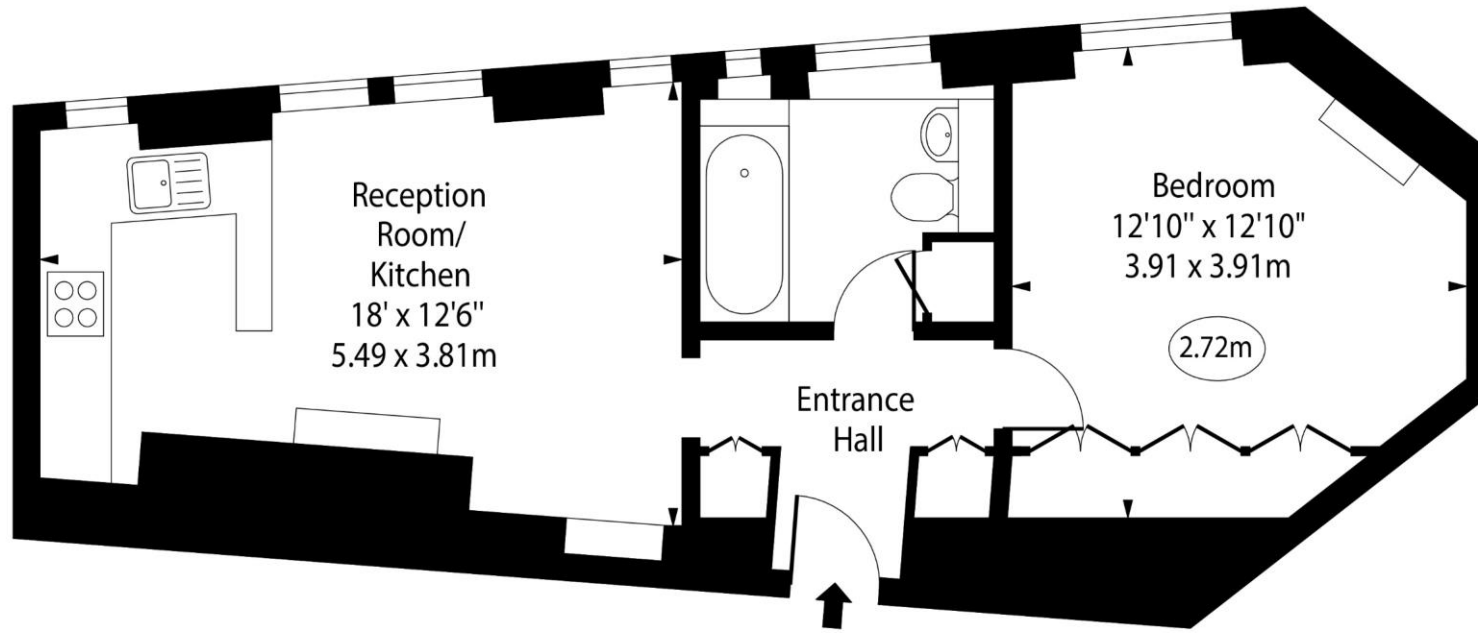 Reception
Room/
Kitchen
18' x 12'6"
5.49 x 3.81m
Entrance
Hall
Bedroom
12'10" x 12'10"
3.91 x 3.91m
2.72m